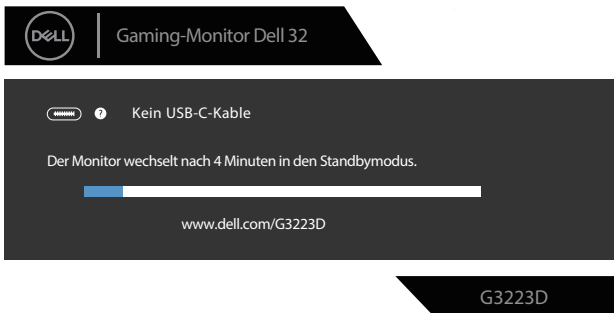 DELL
Gaming-Monitor Dell 32
? Kein USB-C-Kable
Der Monitor wechselt nach 4 Minuten in den Standbymodus.
www.dell.com/G3223D
G3223D